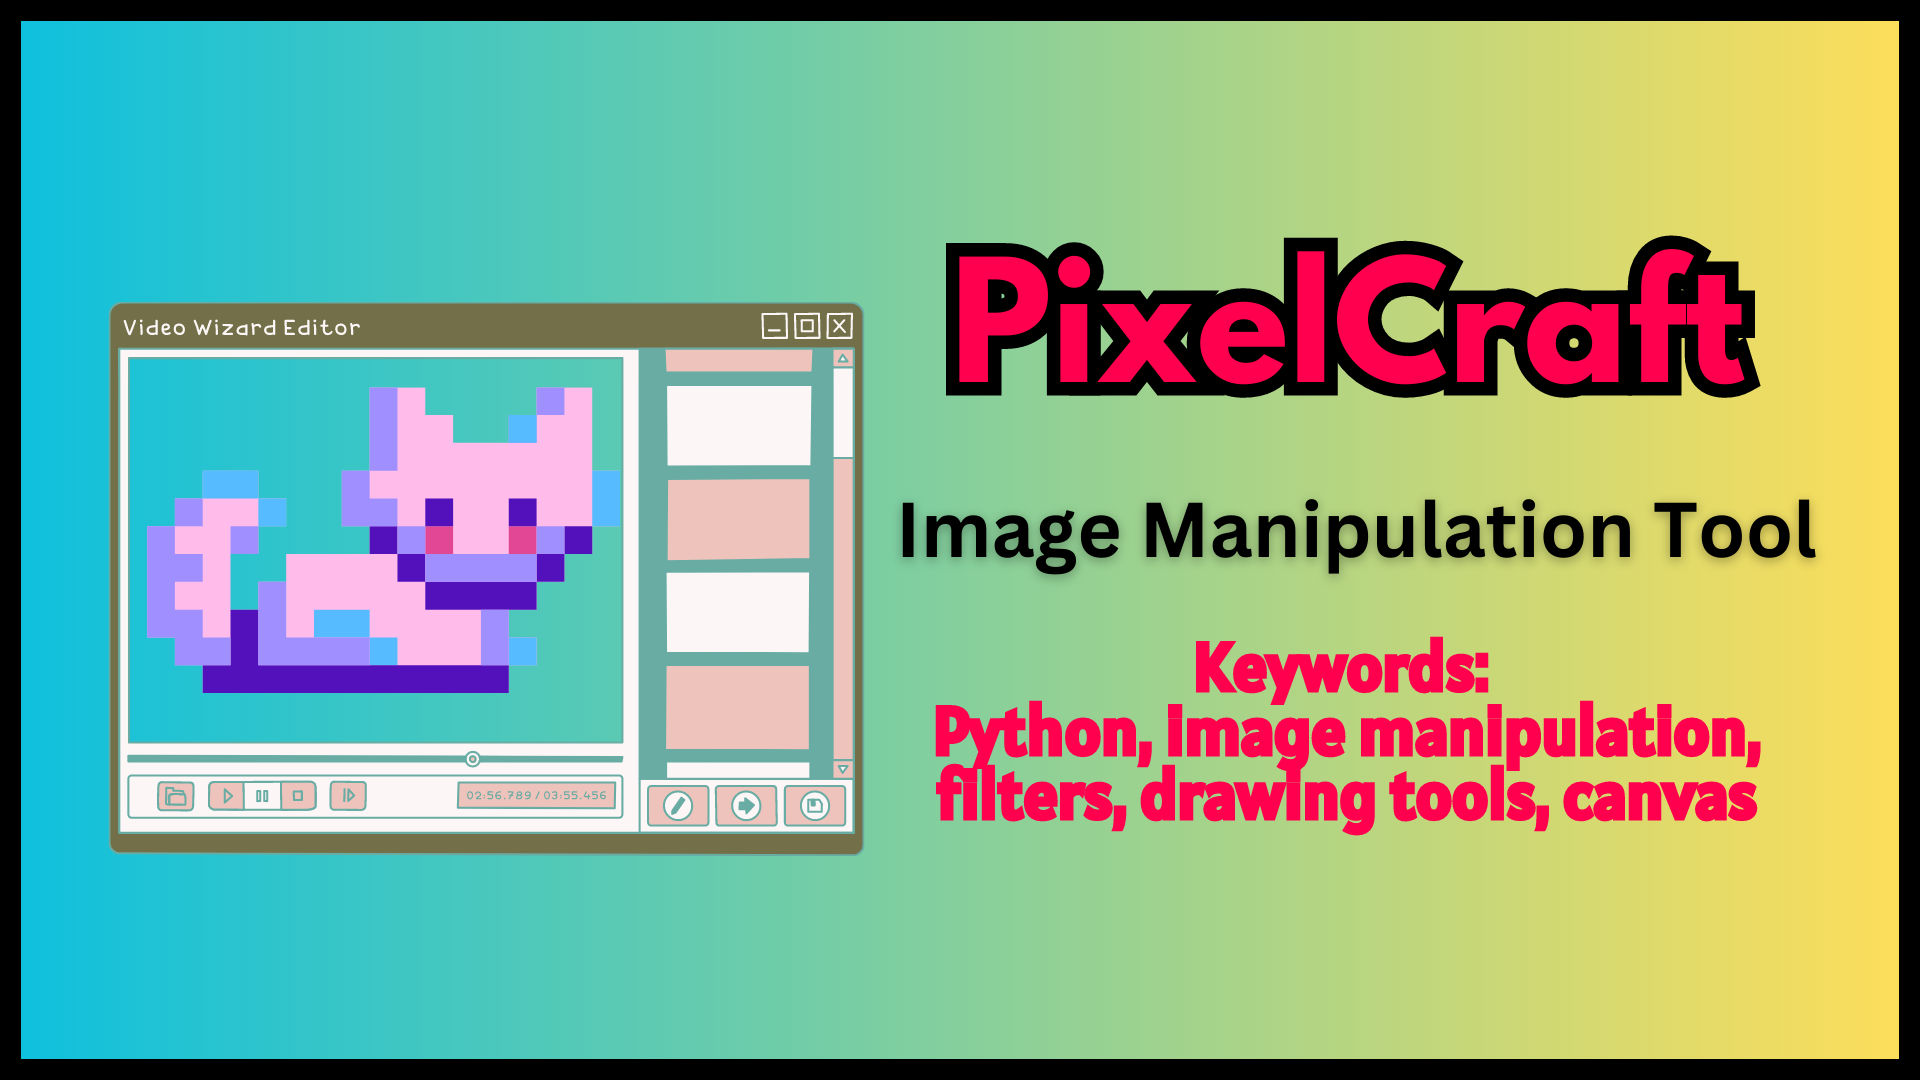 PixelCraft
Video Wizard Editor
Image Manipulation Tool
Keywords:
Python, image manipulation,
filters, drawing tools, canvas
02:56.789 / 03:55.456